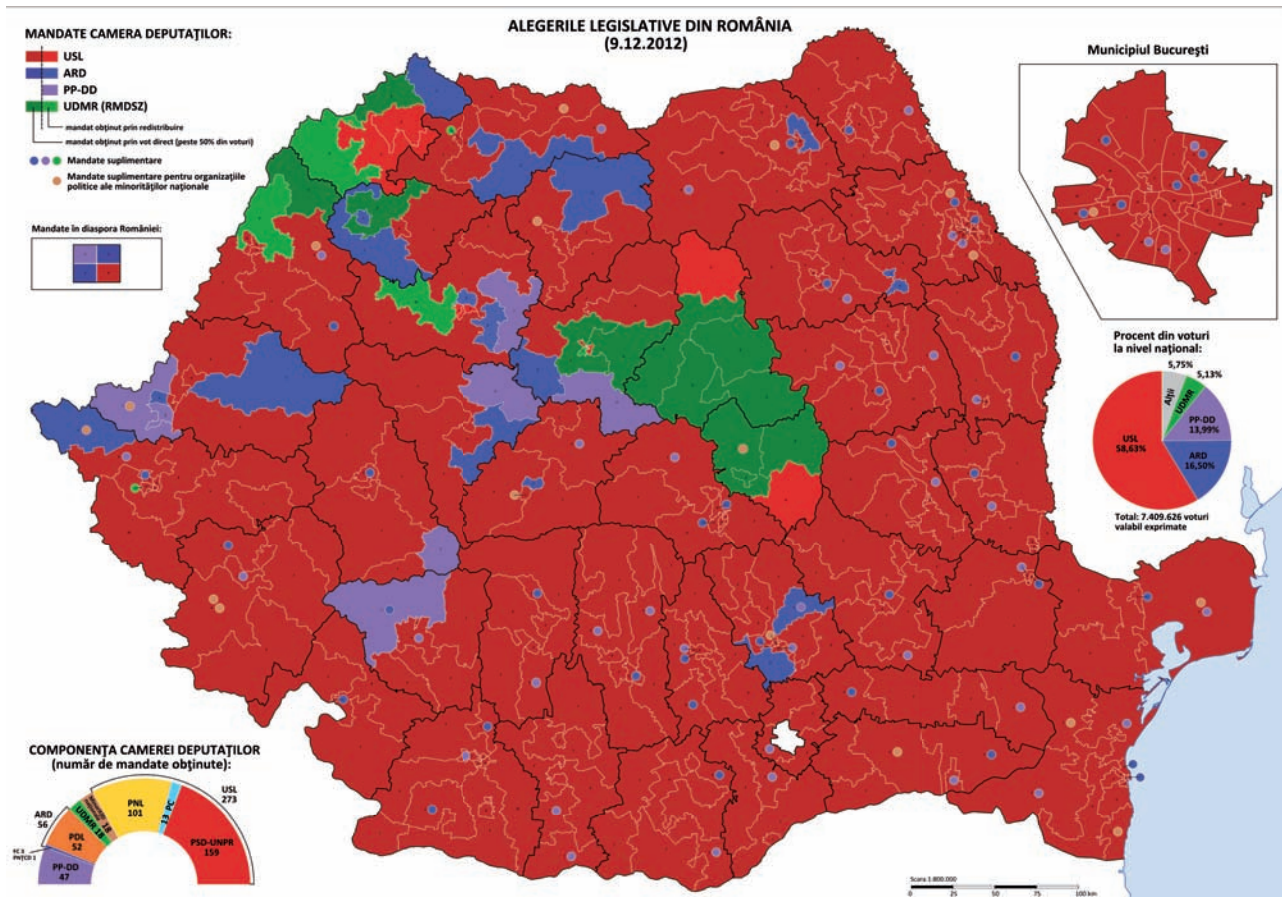 ALEGERILE LEGISLATIVE DIN ROMÂNIA
(9.12.2012)
MANDATE CAMERA DEPUTAȚILOR:
USL
ARD
PP-DD
UDMR (RMDSZ)
mandat obținut prin redistribuire
mandat obținut prin vot direct (peste 50% din voturi)
Mandate suplimentare
Mandate suplimentare pentru organizațiile
politice ale minorităților naționale
Mandate în diaspora României:
Municipiul București
Procent din voturi
la nivel național:
5,75%
5,13%
Alții
UDMR
PP-DD
13,99%
USL
58,63%
ARD
16,50%
Total: 7.409.626 voturi
valabil exprimate
COMPONENȚA CAMEREI DEPUTAȚILOR
(număr de mandate obținute):
USL
273
PNL
101
13 PC
ARD
56
UDMR 18
18
PDL
52
PSD-UNPR
159
PNȚCD 1
PP-DD
47
Scara 1:800.000
0 25 50 75 100 km